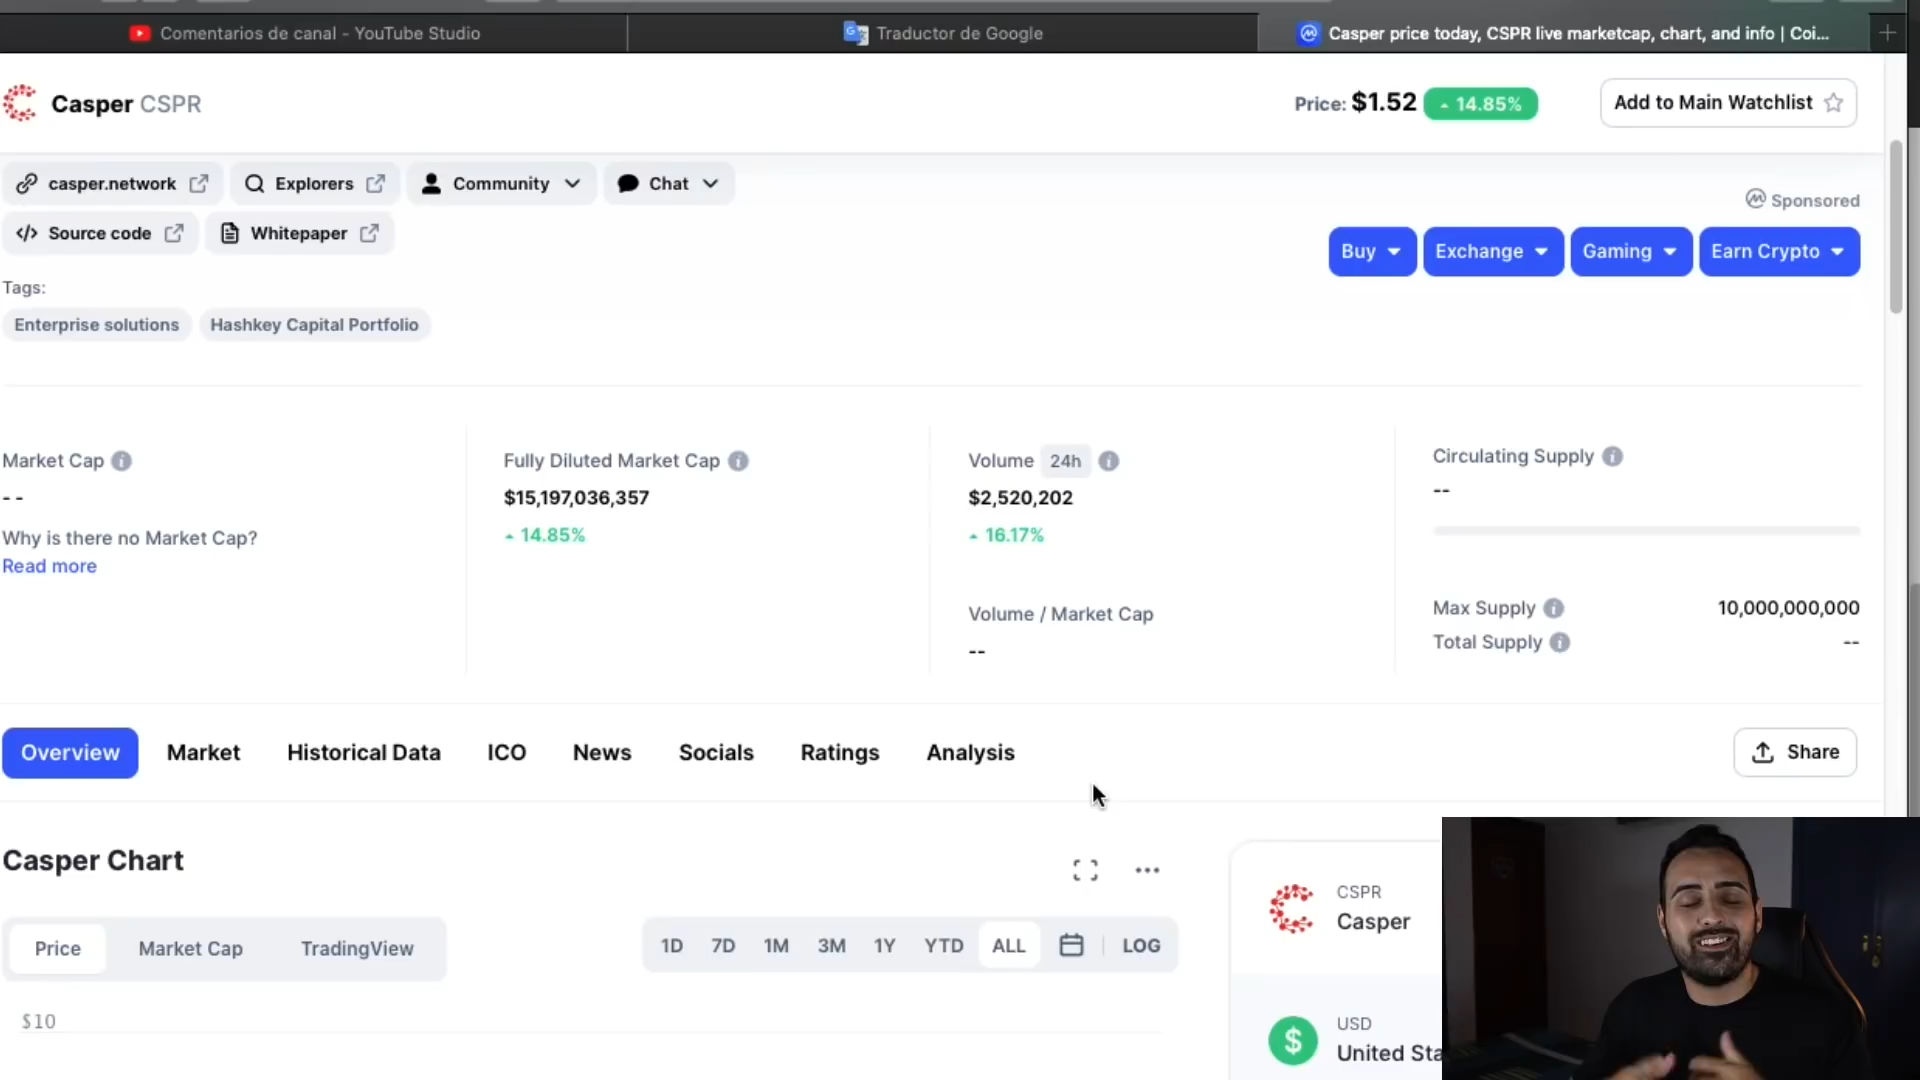 Comentarios de canal - YouTube Studio
Traductor de Google
Casper price today, CSPR live marketcap, chart, and info | Coi...
Casper CSPR
Price: $1.52 14.85%
Add to Main Watchlist
casper.network
Explorers
Community
Chat
Sponsored
Source code
Whitepaper
Buy
Exchange
Gaming
Earn Crypto
Tags:
Enterprise solutions
Hashkey Capital Portfolio
Market Cap
- -
Why is there no Market Cap?
Read more
Fully Diluted Market Cap
$15,197,036,357
14.85%
Volume 24h
$2,520,202
16.17%
Volume / Market Cap
--
Circulating Supply
--
Max Supply 10,000,000,000
Total Supply --
Overview
Market
Historical Data
ICO
News
Socials
Ratings
Analysis
Share
Casper Chart
Price
Market Cap
TradingView
1D
7D
1M
3M
1Y
YTD
ALL
LOG
$10
CSPR
Casper
USD
United Sta